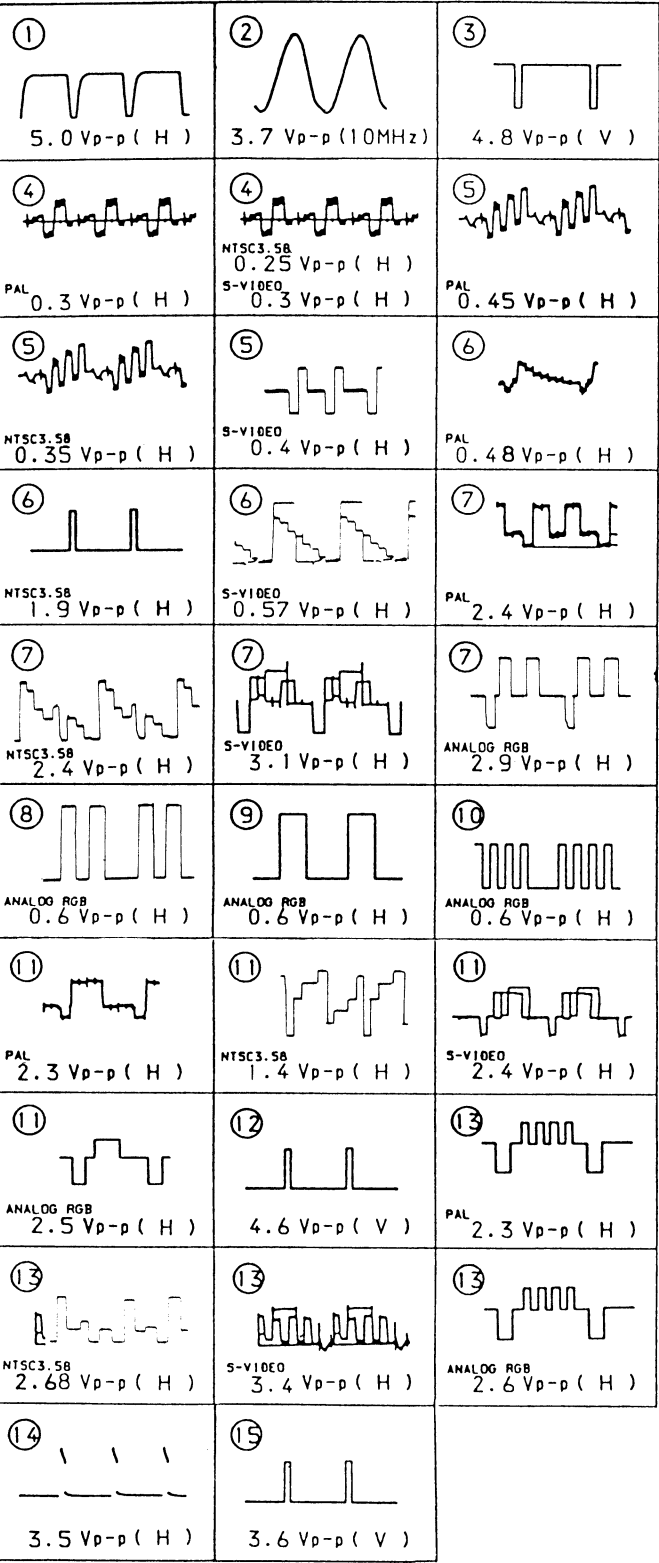 ①
5.0 Vp-p ( H )
②
3.7 Vp-p (10MHz)
③
4.8 Vp-p ( V )
④
PAL
0.3 Vp-p ( H )
④
NTSC3.58
0.25 Vp-p ( H )
S-VIDEO
0.3 Vp-p ( H )
⑤
PAL
0.45 Vp-p ( H )
⑤
NTSC3.58
0.35 Vp-p ( H )
⑤
S-VIDEO
0.4 Vp-p ( H )
⑥
PAL
0.48 Vp-p ( H )
⑥
NTSC3.58
1.9 Vp-p ( H )
⑥
S-VIDEO
0.57 Vp-p ( H )
⑦
PAL
2.4 Vp-p ( H )
⑦
NTSC3.58
2.4 Vp-p ( H )
⑦
S-VIDEO
3.1 Vp-p ( H )
⑦
ANALOG RGB
2.9 Vp-p ( H )
⑧
ANALOG RGB
0.6 Vp-p ( H )
⑨
ANALOG RGB
0.6 Vp-p ( H )
⑩
ANALOG RGB
0.6 Vp-p ( H )
⑪
PAL
2.3 Vp-p ( H )
⑪
NTSC3.58
1.4 Vp-p ( H )
⑪
S-VIDEO
2.4 Vp-p ( H )
⑪
ANALOG RGB
2.5 Vp-p ( H )
⑫
4.6 Vp-p ( V )
⑬
PAL
2.3 Vp-p ( H )
⑬
NTSC3.58
2.68 Vp-p ( H )
⑬
S-VIDEO
3.4 Vp-p ( H )
⑬
ANALOG RGB
2.6 Vp-p ( H )
⑭
3.5 Vp-p ( H )
⑮
3.6 Vp-p ( V )